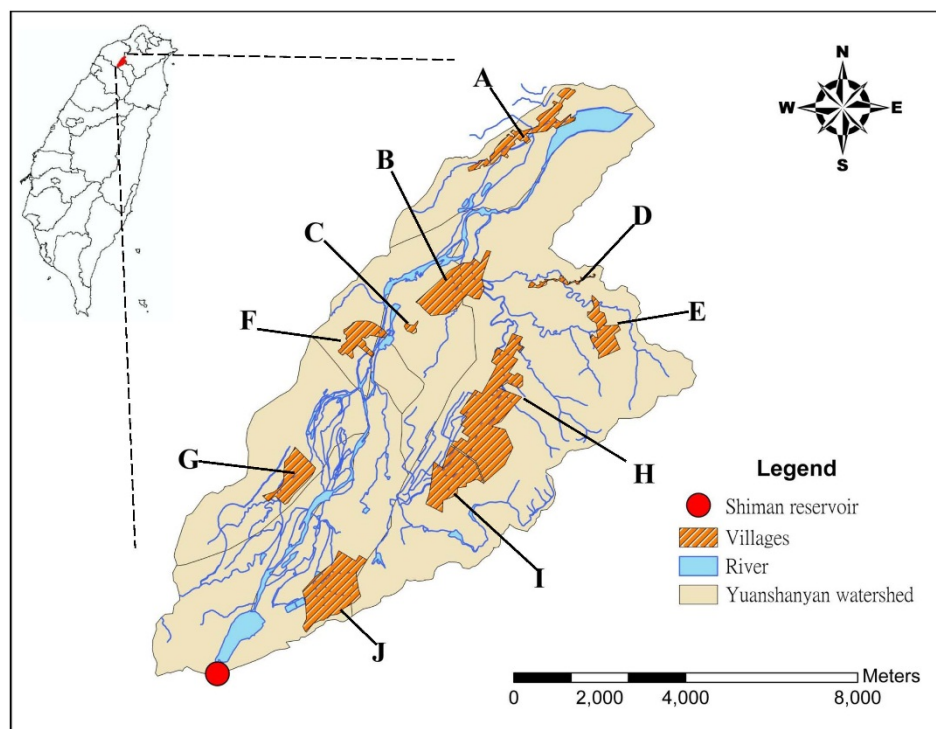 N
W E
S
A
B
C
D
E
F
G
H
I
J
Legend
Shiman reservoir
Villages
River
Yuanshanyan watershed
Meters
0 2,000 4,000 8,000